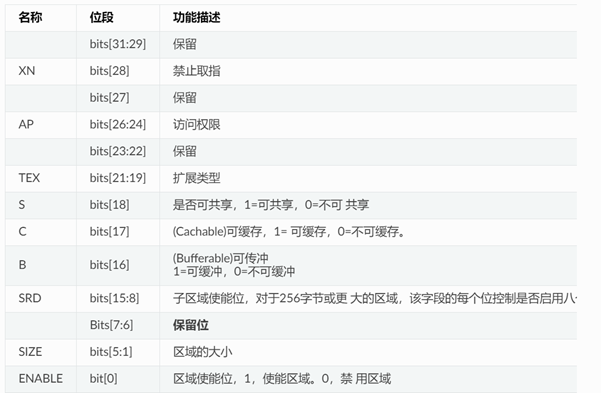 名称 位段 功能描述
bits[31:29] 保留
XN bits[28] 禁止取指
bits[27] 保留
AP bits[26:24] 访问权限
bits[23:22] 保留
TEX bits[21:19] 扩展类型
S bits[18] 是否可共享，1=可共享，0=不可 共享
C bits[17] (Cachable)可缓存，1= 可缓存，0=不可缓存。
B bits[16] (Bufferable)可传冲
1=可缓冲，0=不可缓冲
SRD bits[15:8] 子区域使能位，对于256字节或更 大的区域，该字段的每个位控制是否启用八
Bits[7:6] 保留位
SIZE bits[5:1] 区域的大小
ENABLE bit[0] 区域使能位，1，使能区域。0，禁 用区域